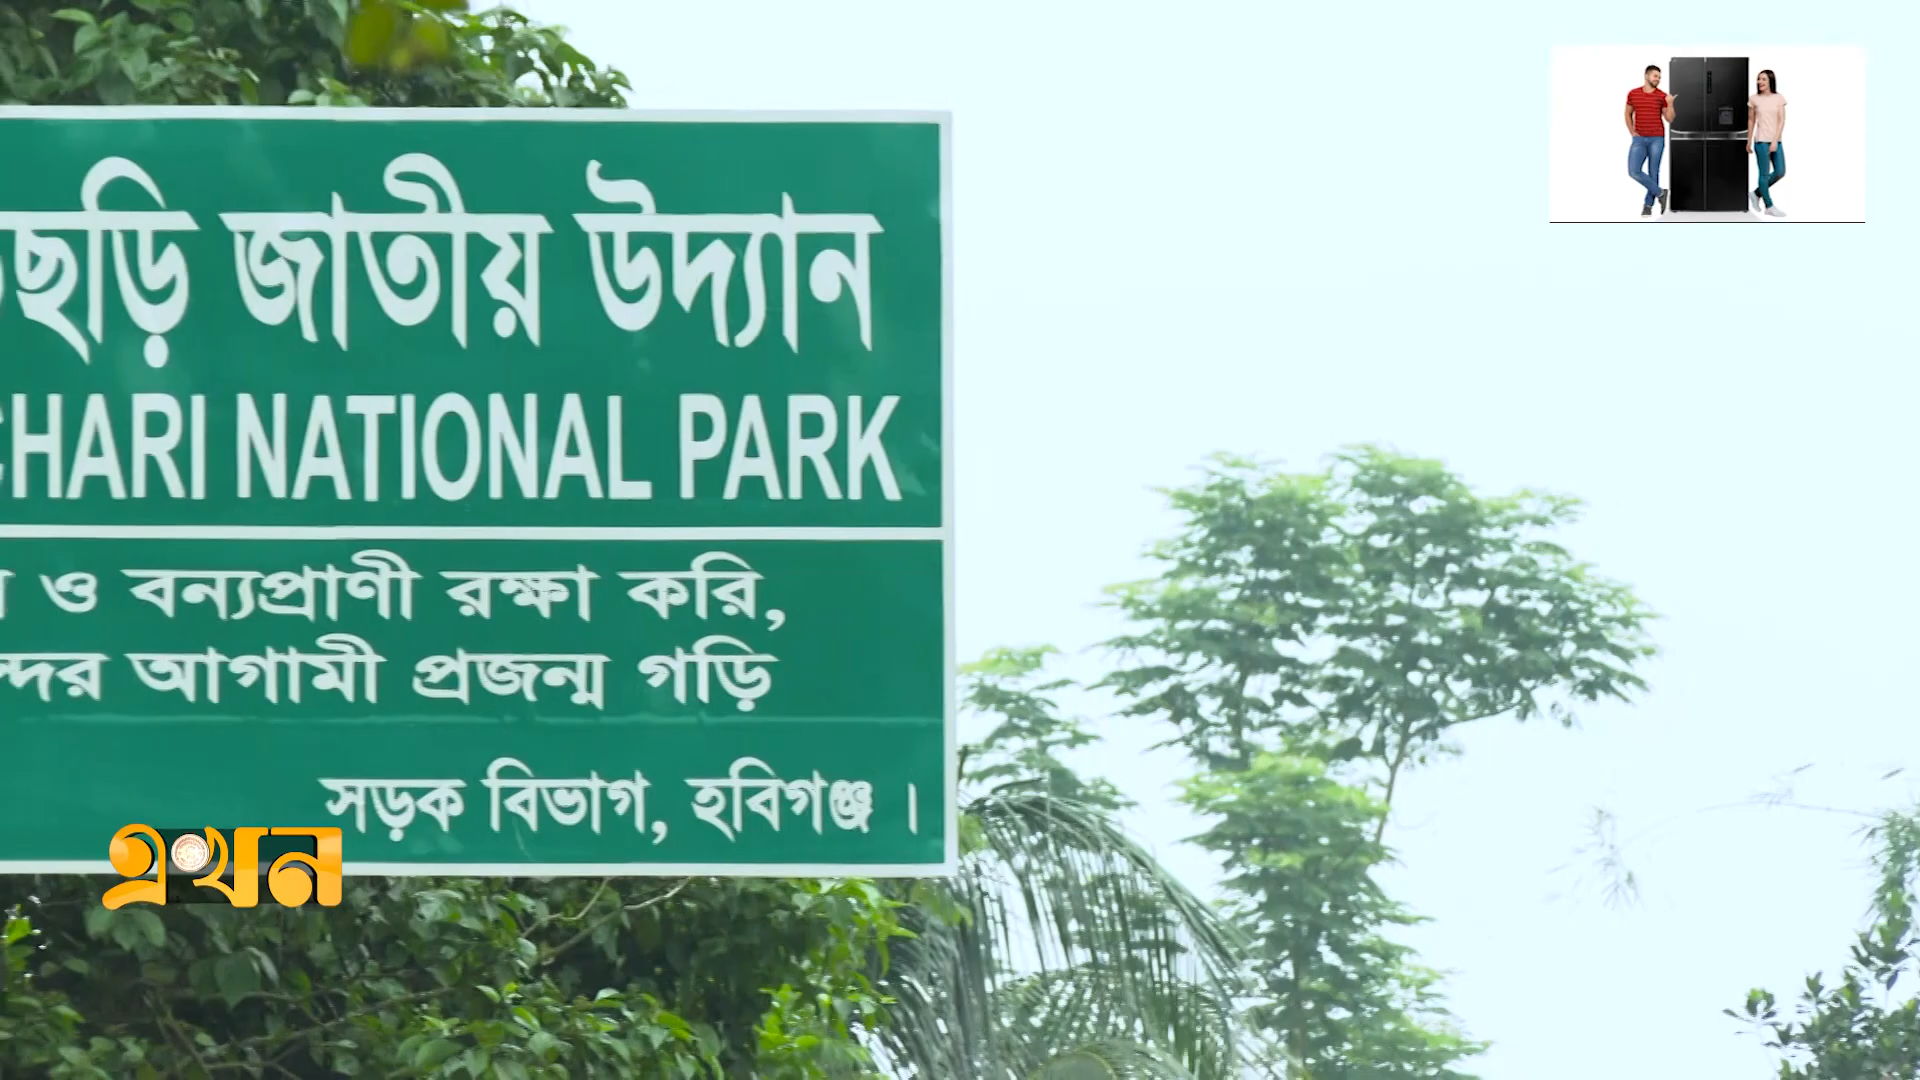 ছড়ি জাতীয় উদ্যান
CHARI NATIONAL PARK
ও বন্যপ্রাণী রক্ষা করি,
ন্দর আগামী প্রজন্ম গড়ি
সড়ক বিভাগ, হবিগঞ্জ ।
এখন